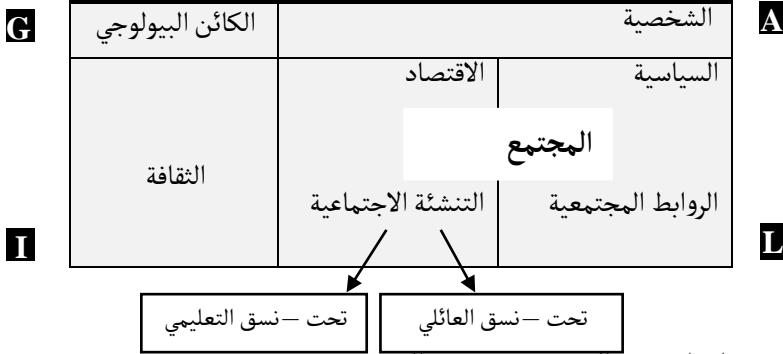 A
الشخصية
الكائن البيولوجي
G
السياسية
الاقتصاد
المجتمع
الثقافة
الروابط المجتمعية
التنشئة الاجتماعية
L
I
تحت –نسق العائلي
تحت –نسق التعليمي